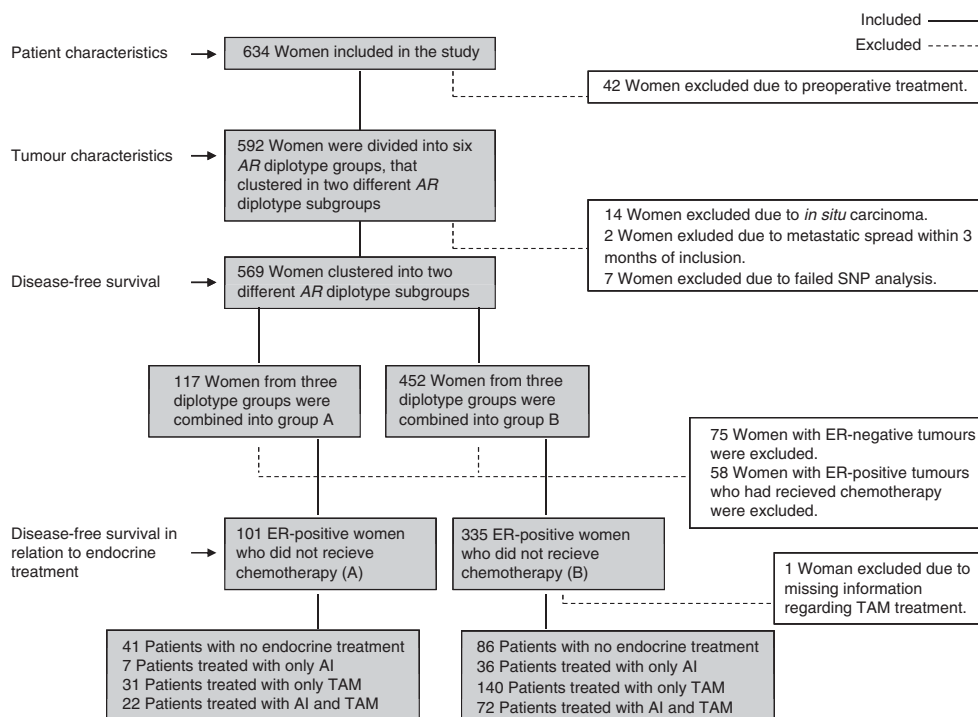 Included
Excluded
Patient characteristics
634 Women included in the study
42 Women excluded due to preoperative treatment.
Tumour characteristics
592 Women were divided into six
AR diplotype groups, that
clustered in two different AR
diplotype subgroups
14 Women excluded due to in situ carcinoma.
2 Women exluded due to metastatic spread within 3
months of inclusion.
7 Women excluded due to failed SNP analysis.
Disease-free survival
569 Women clustered into two
different AR diplotype subgroups
117 Women from three
diplotype groups were
combined into group A
452 Women from three
diplotype groups were
combined into group B
75 Women with ER-negative tumours
were excluded.
58 Women with ER-positive tumours
who had recieved chemotherapy
were excluded.
Disease-free survival in
relation to endocrine
treatment
101 ER-positive women
who did not recieve
chemotherapy (A)
335 ER-positive women
who did not recieve
chemotherapy (B)
1 Woman excluded due to
missing information
regarding TAM treatment.
41 Patients with no endocrine treatment
7 Patients treated with only AI
31 Patients treated with only TAM
22 Patients treated with AI and TAM
86 Patients with no endocrine treatment
36 Patients treated with only AI
140 Patients treated with only TAM
72 Patients treated with AI and TAM